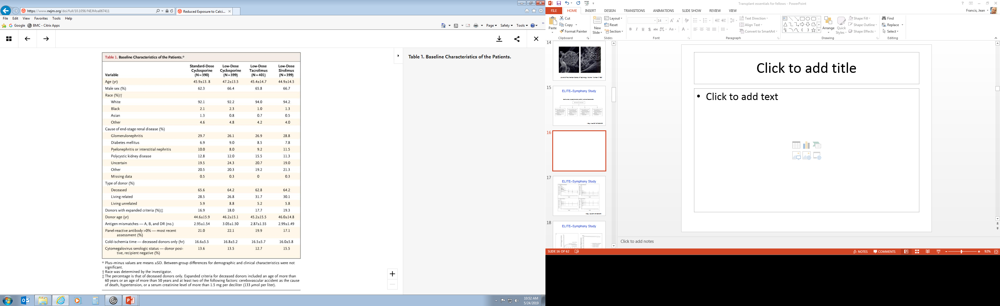 https://www.nejm.org/doi/full/10.1056/NEJMoa067411
Reduced Exposure to Calci...
File Edit View Favorites Tools Help
Google BMC - Citrix Apps
Page Safety Tools
Table 1. Baseline Characteristics of the Patients.*
Variable Standard-Dose Cyclosporine (N=390) Low-Dose Cyclosporine (N=399) Low-Dose Tacrolimus (N=401) Low-Dose Sirolimus (N=399)
Age (yr) 45.9±13. 8 47.2±13.5 45.4±14.7 44.9±14.5
Male sex (%) 62.3 66.4 65.8 66.7
Race (%)†
White 92.1 92.2 94.0 94.2
Black 2.1 2.3 1.0 1.3
Asian 1.3 0.8 0.7 0.5
Other 4.6 4.8 4.2 4.0
Cause of end-stage renal disease (%)
Glomerulonephritis 29.7 26.1 26.9 28.8
Diabetes mellitus 6.9 9.0 8.5 7.8
Pyelonephritis or interstitial nephritis 10.0 8.0 9.2 11.5
Polycystic kidney disease 12.8 12.0 15.5 11.3
Uncertain 19.5 24.3 20.7 19.0
Other 20.5 20.3 19.2 21.3
Missing data 0.5 0.3 0 0.3
Type of donor (%)
Deceased 65.6 64.2 62.8 64.2
Living related 28.5 26.8 31.7 30.1
Living unrelated 5.9 8.8 5.2 5.8
Donors with expanded criteria (%)‡ 16.9 18.0 17.7 19.3
Donor age (yr) 44.6±15.9 46.2±15.1 45.2±15.5 46.0±14.8
Antigen mismatches — A, B, and DR (no.) 2.95±1.54 3.05±1.50 2.87±1.55 2.99±1.49
Panel-reactive antibody >0% — most recent 21.0 22.1 19.9 17.1
assessment (%)
Cold-ischemia time — deceased donors only (hr) 16.6±5.5 16.8±5.2 16.5±5.7 16.0±5.8
Cytomegalovirus serologic status — donor posi- 13.6 13.5 12.7 15.5
tive, recipient negative (%)
* Plus–minus values are means ±SD. Between-group differences for demographic and clinical characteristics were not
significant.
† Race was determined by the investigator.
‡ The percentage is that of deceased donors only. Expanded criteria for deceased donors included an age of more than
60 years or an age of more than 50 years and at least two of the following factors: cerebovascular accident as the cause
of death, hypertension, or a serum creatinine level of more than 1.5 mg per deciliter (133 µmol per liter).
Table 1. Baseline Characteristics of the Patients.
10:52 AM
5/24/2019
Transplant essentials for fellows - PowerPoint
FILE HOME INSERT DESIGN TRANSITIONS ANIMATIONS SLIDE SHOW REVIEW VIEW
Francis, Jean
Paste
Cut
Copy
Format Painter
Clipboard
New Slide
Layout
Reset
Section
Slides
14
B I U S abc AV Aa A
Font
Text Direction
Align Text
Convert to SmartArt
Paragraph
Arrange
Quick Styles
Shape Fill
Shape Outline
Shape Effects
Drawing
Find
Replace
Select
Editing
14
15
ELITE–Symphony Study
16
17
ELITE–Symphony Study
18
ELITE–Symphony Study
Click to add title
• Click to add text
Click to add notes
SLIDE 16 OF 62
NOTES COMMENTS 92%